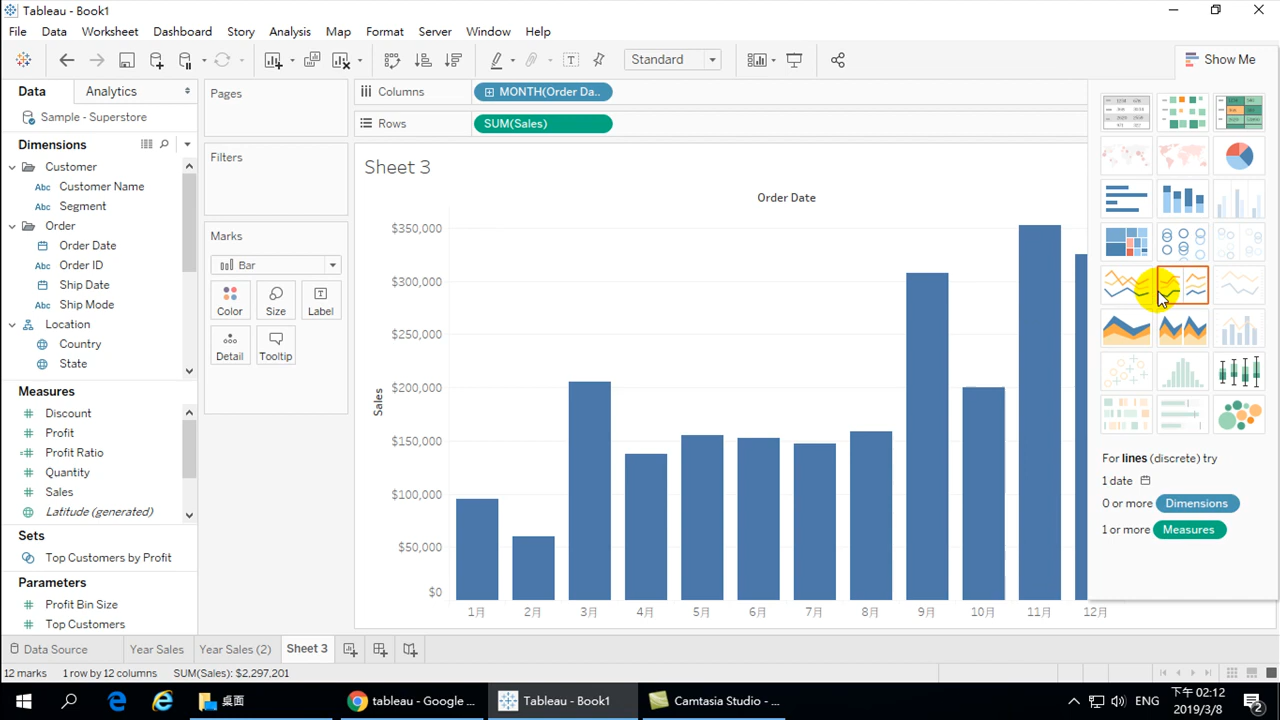 Tableau - Book1
File Data Worksheet Dashboard Story Analysis Map Format Server Window Help
Standard
Show Me
Data Analytics
Sample - Superstore
Dimensions
Customer
Abc Customer Name
Abc Segment
Order
Order Date
Abc Order ID
Ship Date
Abc Ship Mode
Location
Country
State
Measures
Discount
Profit
Profit Ratio
Quantity
Sales
Latitude (generated)
Sets
Top Customers by Profit
Parameters
Profit Bin Size
Top Customers
Pages
Filters
Marks
Bar
Color Size Label
Detail Tooltip
Columns MONTH(Order Da..
Rows SUM(Sales)
Sheet 3
Order Date
Sales
$350,000
$300,000
$250,000
$200,000
$150,000
$100,000
$50,000
$0
1月 2月 3月 4月 5月 6月 7月 8月 9月 10月 11月 12月
For lines (discrete) try
1 date
0 or more Dimensions
1 or more Measures
Data Source Year Sales Year Sales (2) Sheet 3
12 marks 1 row by 12 columns SUM(Sales): $2,297,201
桌面 tableau - Google ... Tableau - Book1 Camtasia Studio - ... ENG 下午 02:12
2019/3/8 2